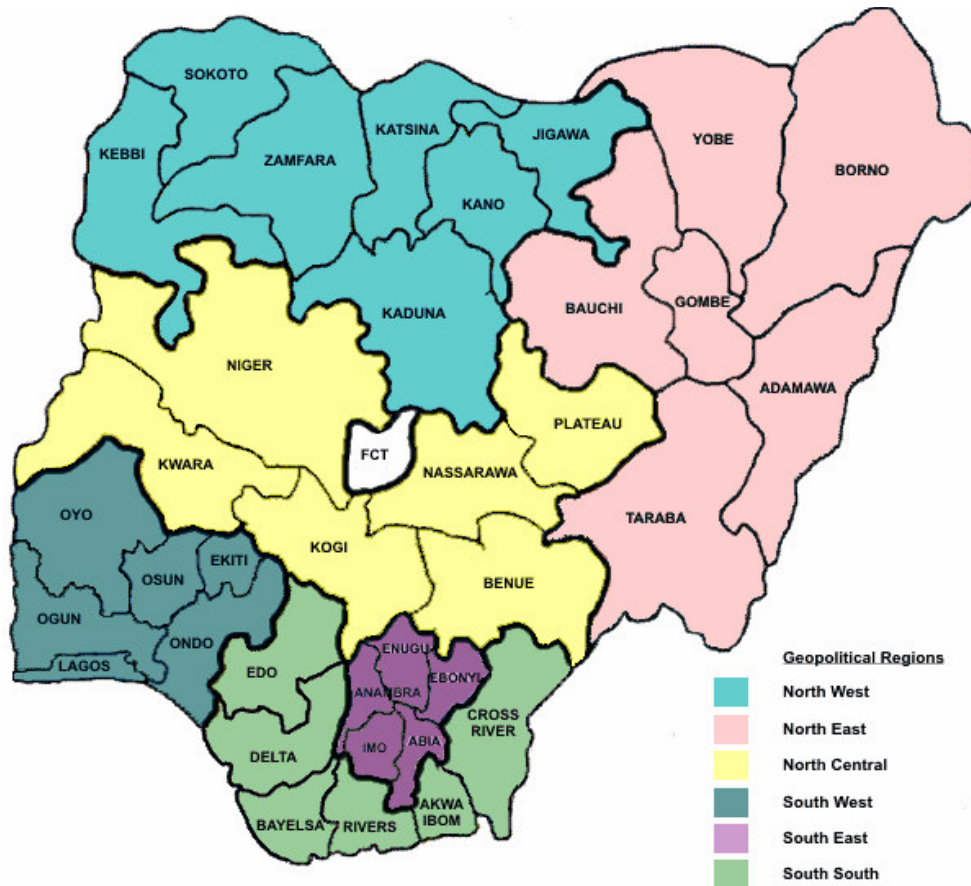 SOKOTO
KEBBI
ZAMFARA
KATSINA
JIGAWA
KANO
YOBE
BORNO
KADUNA
BAUCHI
GOMBE
NIGER
ADAMAWA
PLATEAU
FCT
KWARA
NASSARAWA
OYO
TARABA
KOGI
EKITI
OSUN
BENUE
OGUN
ONDO
LAGOS
EDO
ENUGU
EBONYI
ANAMBRA
CROSS
RIVER
DELTA
IMO
ABIA
AKWA
IBOM
BAYELSA
RIVERS
Geopolitical Regions
North West
North East
North Central
South West
South East
South South